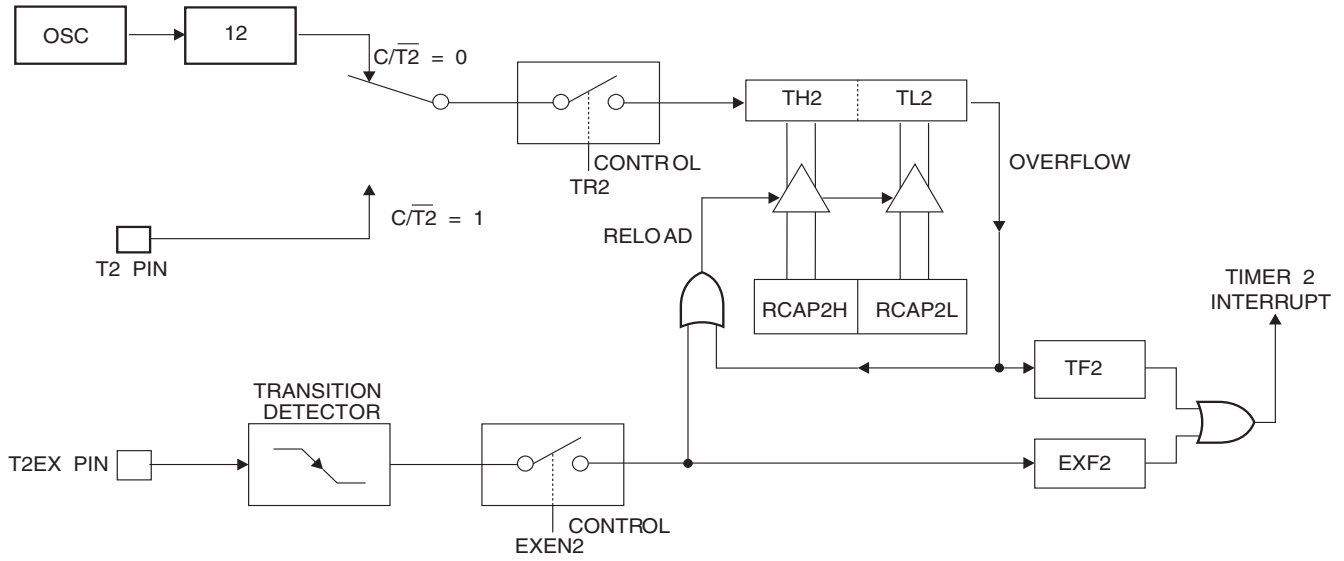 OSC
12
C/T2 = 0
TH2
TL2
CONTROL
TR2
OVERFLOW
C/T2 = 1
T2 PIN
RELOAD
RCAP2H
RCAP2L
TIMER 2
INTERRUPT
TF2
TRANSITION
DETECTOR
T2EX PIN
EXF2
CONTROL
EXEN2